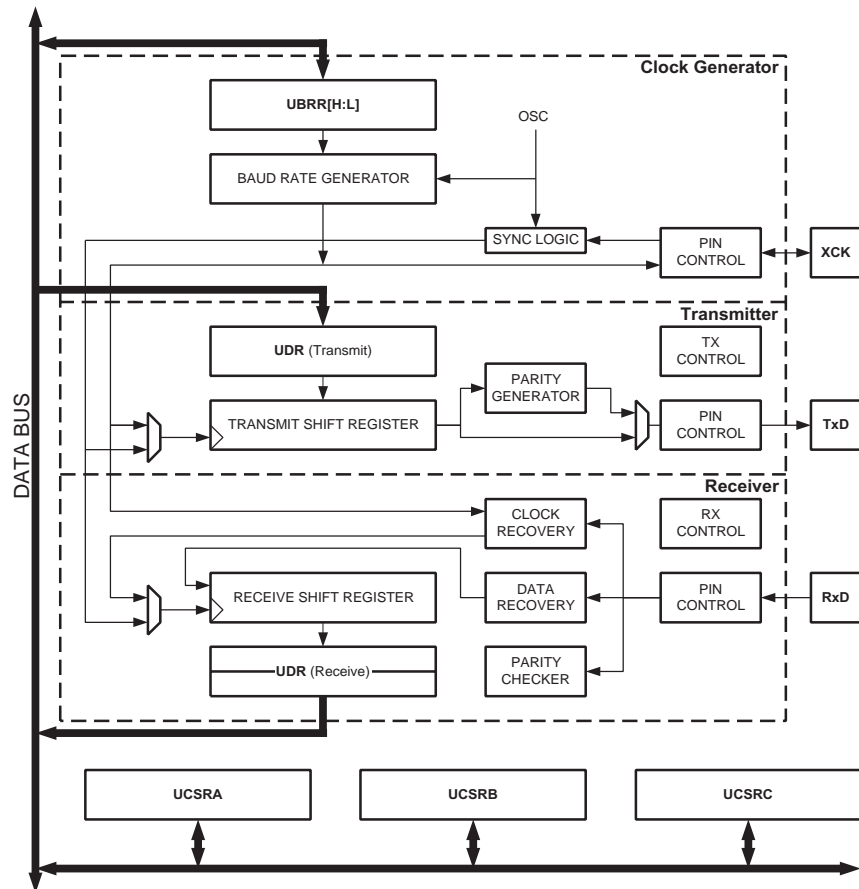 Clock Generator
UBRR[H:L]
OSC
BAUD RATE GENERATOR
SYNC LOGIC
PIN
CONTROL
XCK
Transmitter
UDR (Transmit)
TX
CONTROL
PARITY
GENERATOR
TRANSMIT SHIFT REGISTER
PIN
CONTROL
TxD
DATA BUS
Receiver
CLOCK
RECOVERY
RX
CONTROL
RECEIVE SHIFT REGISTER
DATA
RECOVERY
PIN
CONTROL
RxD
UDR (Receive)
PARITY
CHECKER
UCSRA
UCSRB
UCSRC